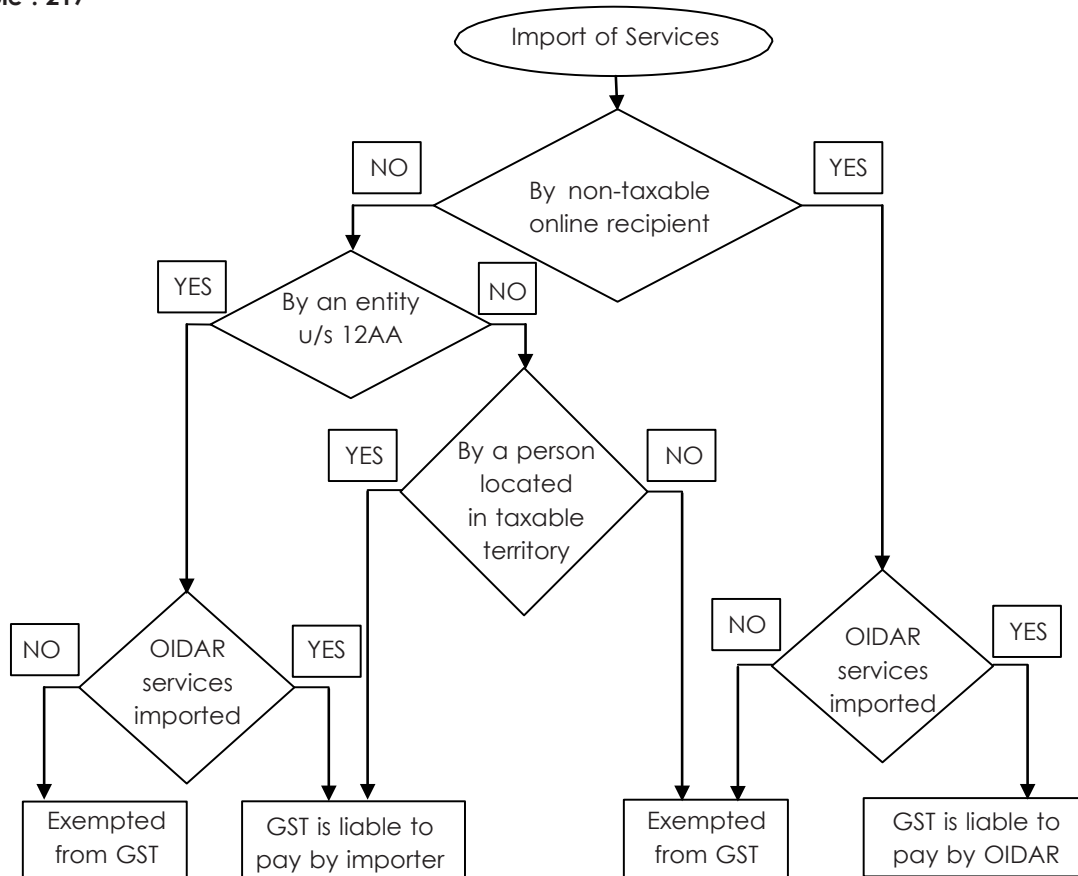 Import of Services
NO
YES
By non-taxable
online recipient
YES
By an entity
u/s 12AA
NO
YES
By a person
located
in taxable
territory
NO
NO
OIDAR
services
imported
YES
NO
OIDAR
services
imported
YES
Exempted
from GST
GST is liable to
pay by importer
Exempted
from GST
GST is liable to
pay by OIDAR